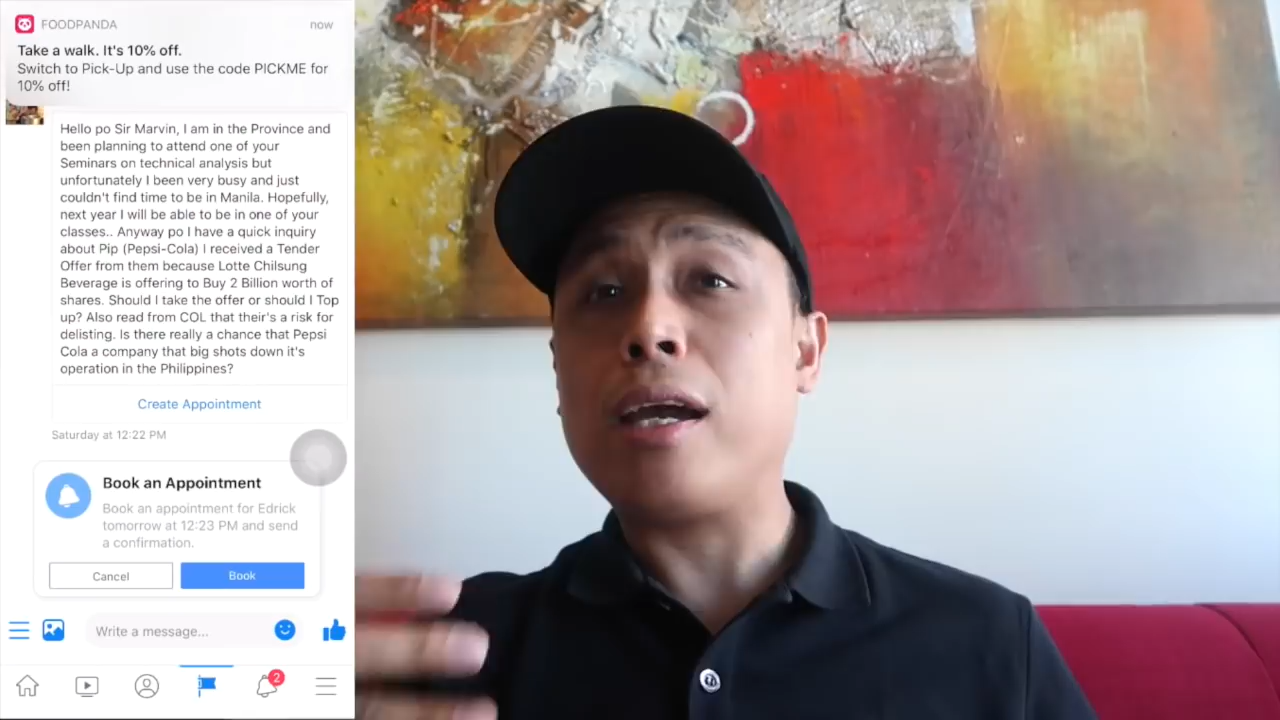 FOODPANDA
now
Take a walk. It's 10% off.
Switch to Pick-Up and use the code PICKME for
10% off!
Hello po Sir Marvin, I am in the Province and
been planning to attend one of your
Seminars on technical analysis but
unfortunately I been very busy and just
couldn't find time to be in Manila. Hopefully,
next year I will be able to be in one of your
classes.. Anyway po I have a quick inquiry
about Pip (Pepsi-Cola) I received a Tender
Offer from them because Lotte Chilsung
Beverage is offering to Buy 2 Billion worth of
shares. Should I take the offer or should I Top
up? Also read from COL that their's a risk for
delisting. Is there really a chance that Pepsi
Cola a company that big shots down it's
operation in the Philippines?
Create Appointment
Saturday at 12:22 PM
Book an Appointment
Book an appointment for Edrick
tomorrow at 12:23 PM and send
a confirmation.
Cancel
Book
Write a message...
2